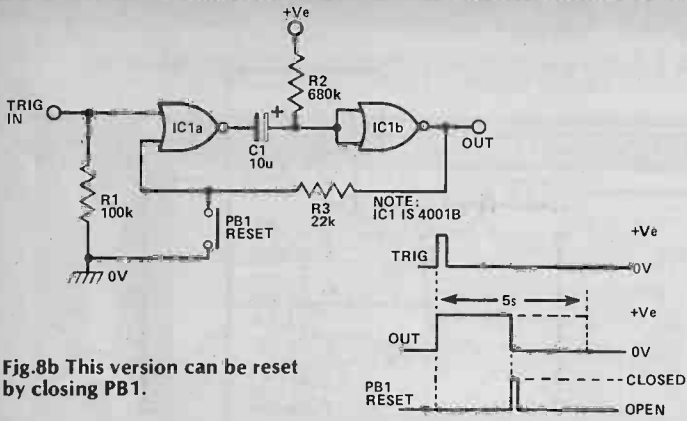 +Ve
R2
680k
TRIG
IN
IC1a
+
C1
10u
IC1b
OUT
R1
100k
PB1
RESET
R3
22k
NOTE:
IC1 IS 4001B
0V
TRIG
+Ve
0V
5s
OUT
+Ve
0V
PB1
RESET
CLOSED
OPEN
Fig.8b This version can be reset
by closing PB1.